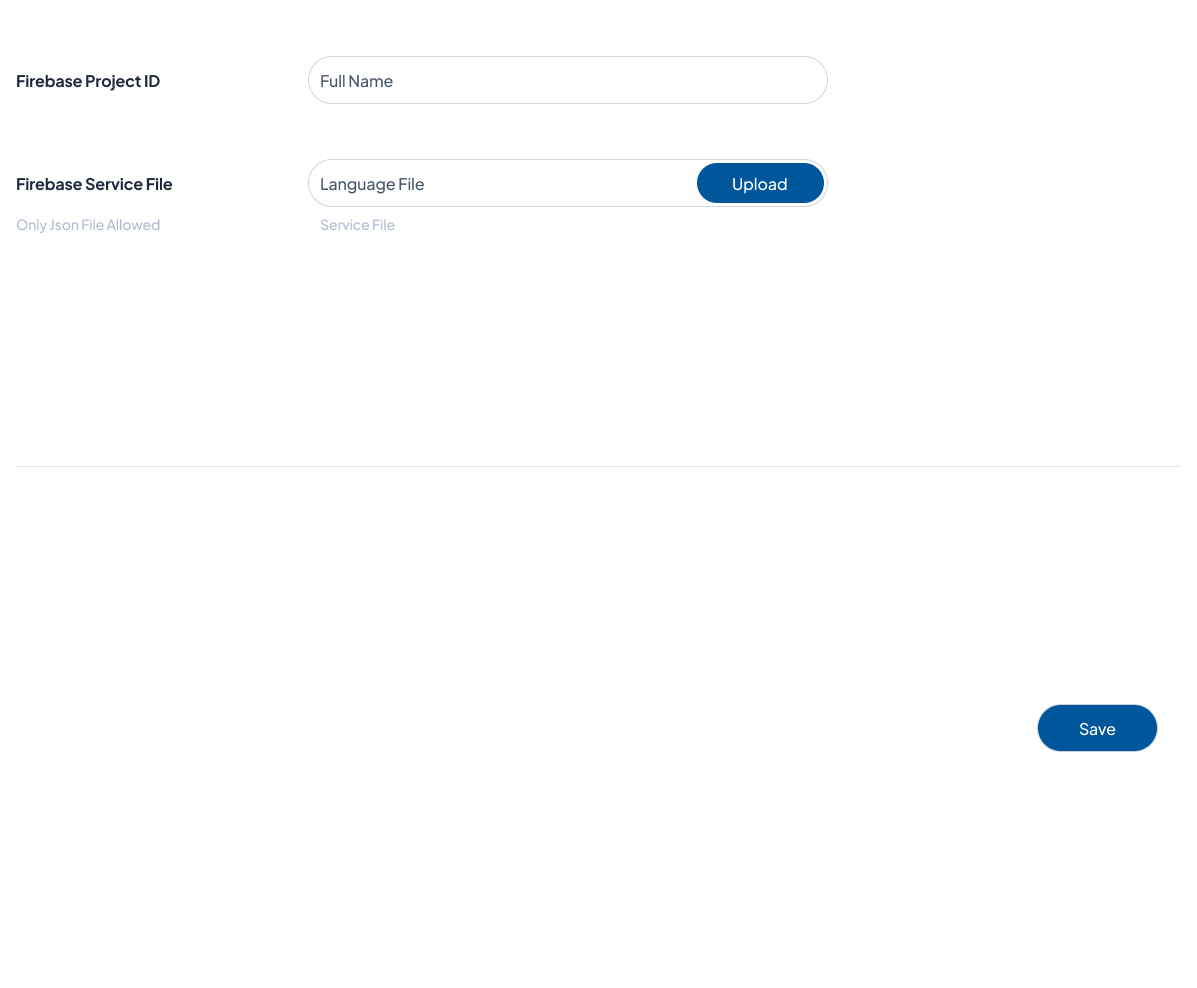 Firebase Project ID
Full Name
Firebase Service File
Language File
Upload
Only Json File Allowed
Service File
Save